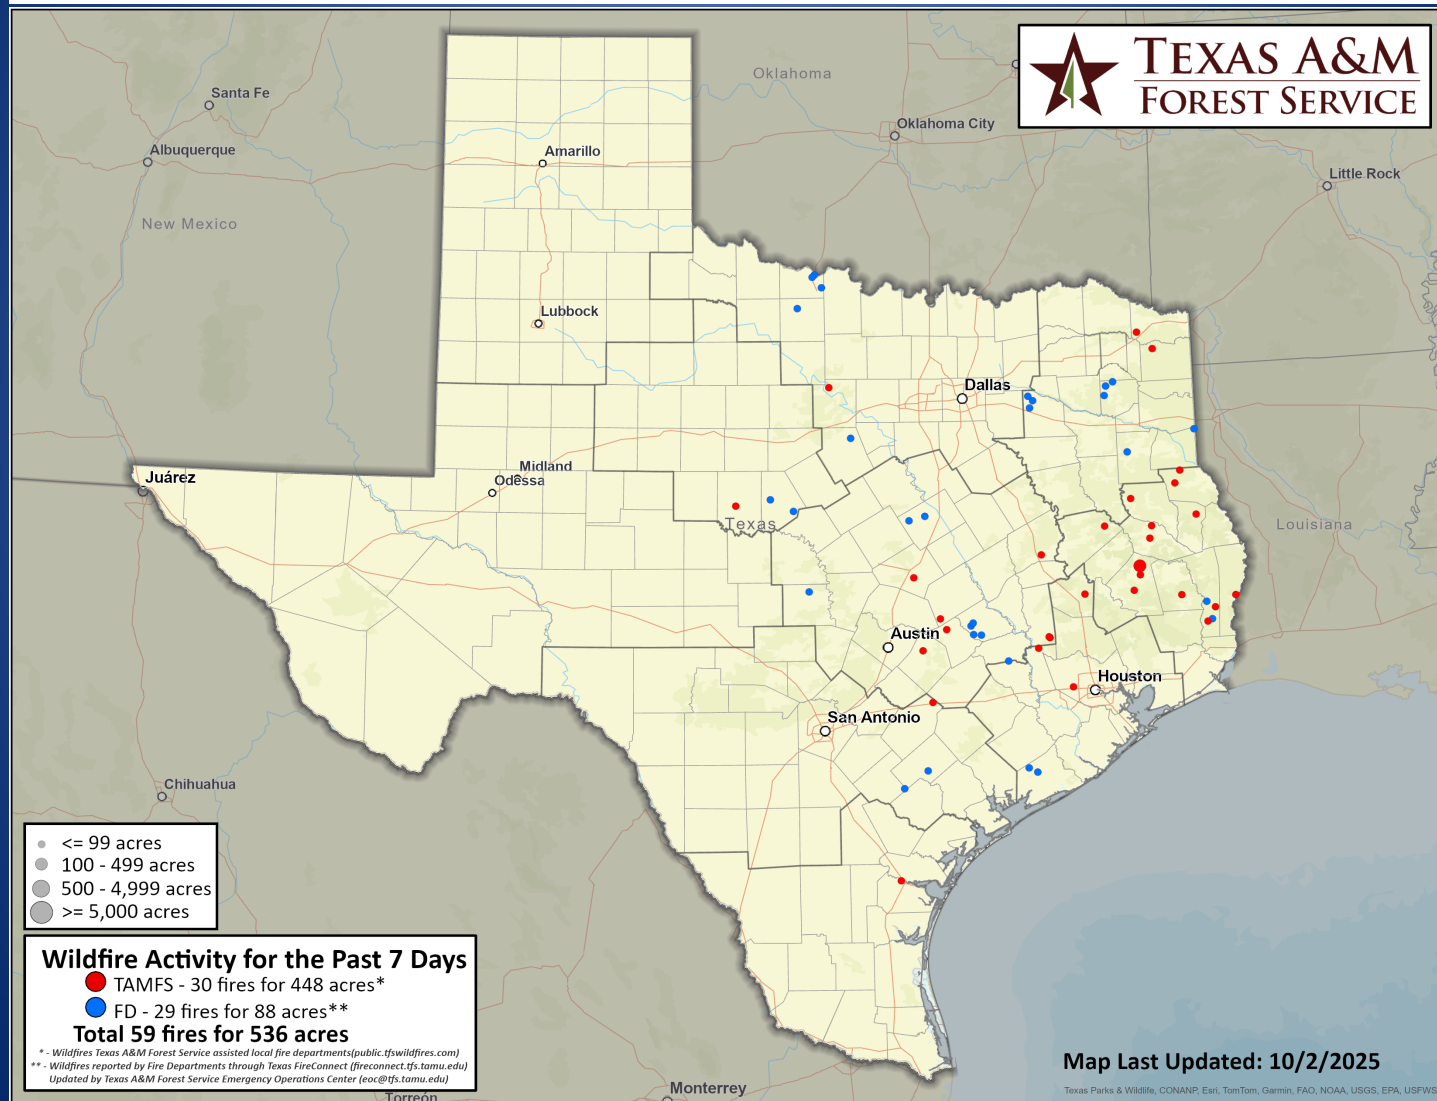 TEXAS A&M
FOREST SERVICE
Oklahoma
Santa Fe
Oklahoma City
Amarillo
Albuquerque
Little Rock
New Mexico
Lubbock
Dallas
Midland
Odessa
Juárez
Texas
Louisiana
Austin
Houston
San Antonio
Chihuahua
<= 99 acres
100 - 499 acres
500 - 4,999 acres
>= 5,000 acres
Wildfire Activity for the Past 7 Days
TAMFS - 30 fires for 448 acres*
FD - 29 fires for 88 acres**
Total 59 fires for 536 acres
* - Wildfires Texas A&M Forest Service assisted local fire departments(public.tfswildfires.com)
** - Wildfires reported by Fire Departments through Texas FireConnect (fireconnect.tfs.tamu.edu)
Updated by Texas A&M Forest Service Emergency Operations Center (eoc@tfs.tamu.edu)
Map Last Updated: 10/2/2025
Monterrey
Torreón
Texas Parks & Wildlife, CONANP, Esri, TomTom, Garmin, FAO, NOAA, USGS, EPA, USFWS